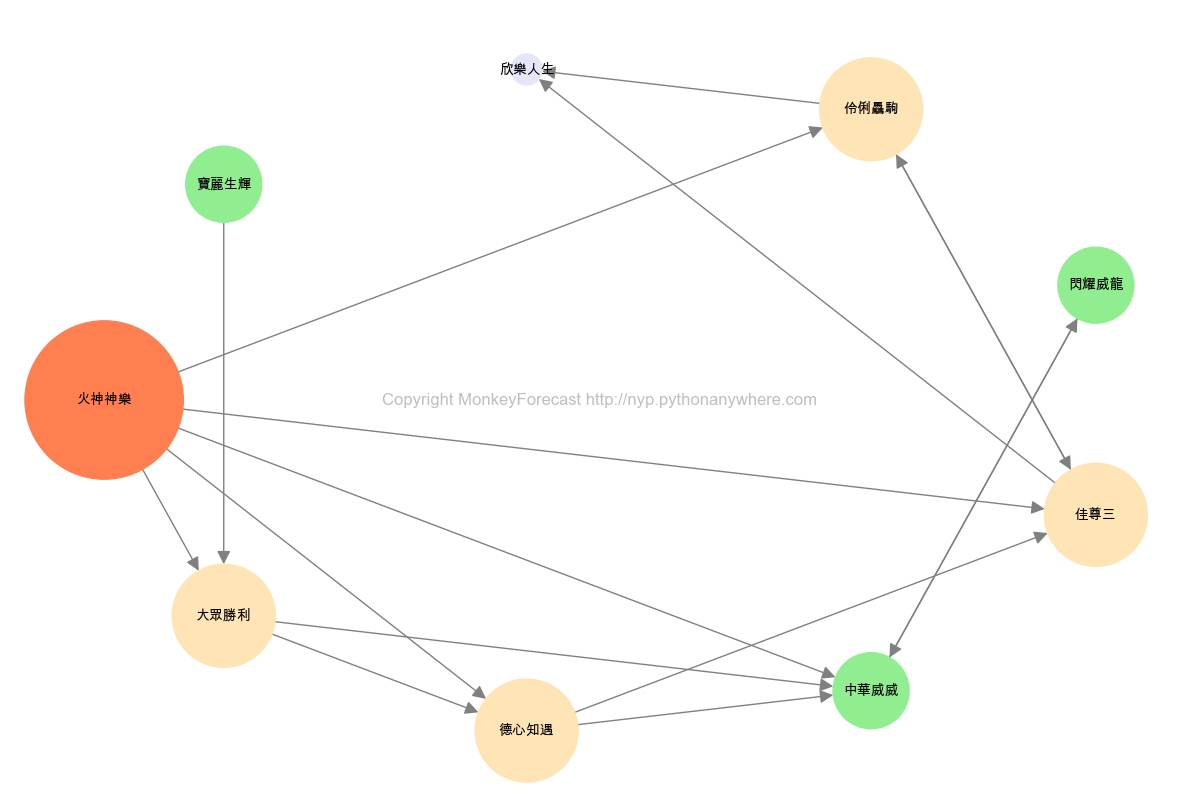 欣樂人生
伶俐驫駒
寶麗生輝
閃耀威龍
火神神樂
Copyright MonkeyForecast http://nyp.pythonanywhere.com
佳尊三
大眾勝利
中華威威
德心知遇